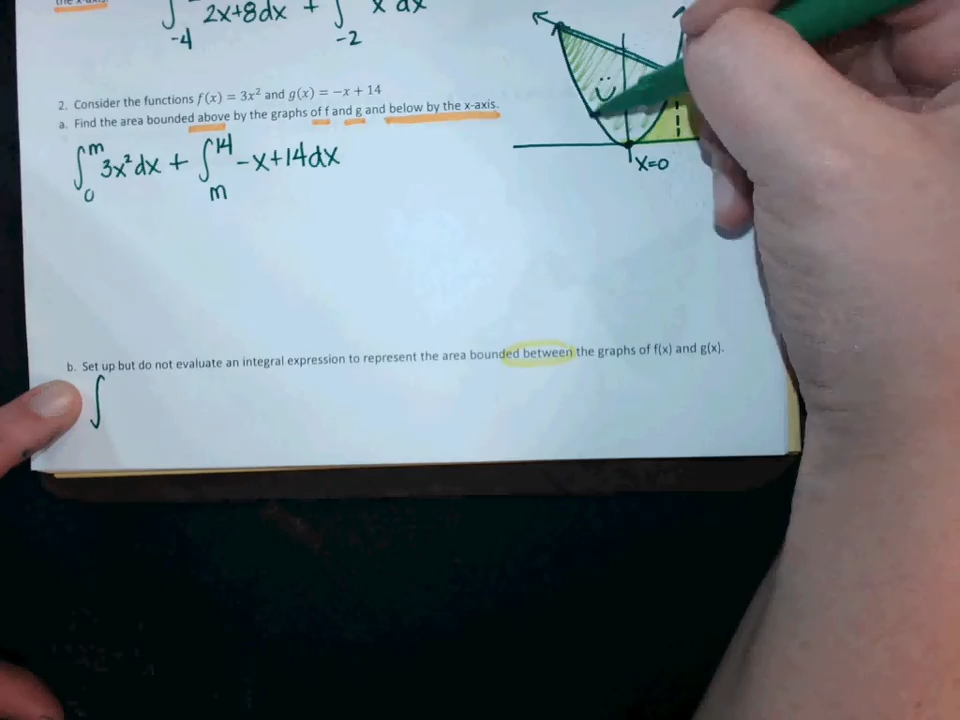 the x-axis.
∫ 2x+8dx + ∫ x dx
-4 -2
2. Consider the functions f(x) = 3x² and g(x) = −x + 14
a. Find the area bounded above by the graphs of f and g and below by the x-axis.
∫₀ᵐ 3x²dx + ∫ₘ¹⁴ -x+14dx
x=0
b. Set up but do not evaluate an integral expression to represent the area bounded between the graphs of f(x) and g(x).
∫